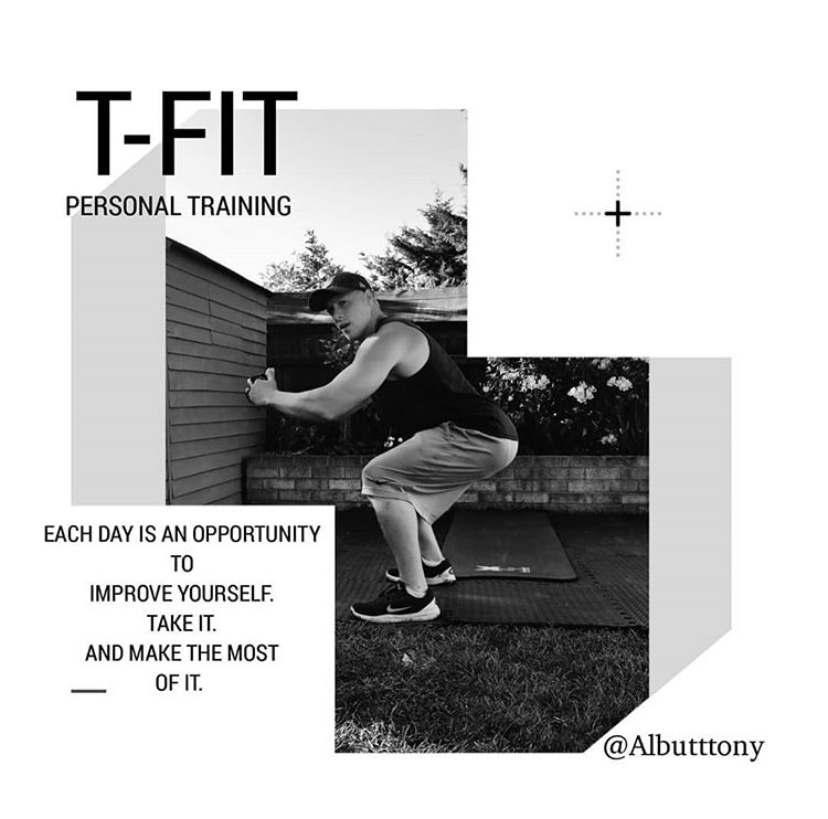 T-FIT
PERSONAL TRAINING
EACH DAY IS AN OPPORTUNITY
TO
IMPROVE YOURSELF.
TAKE IT.
AND MAKE THE MOST
OF IT.
@Albutttony